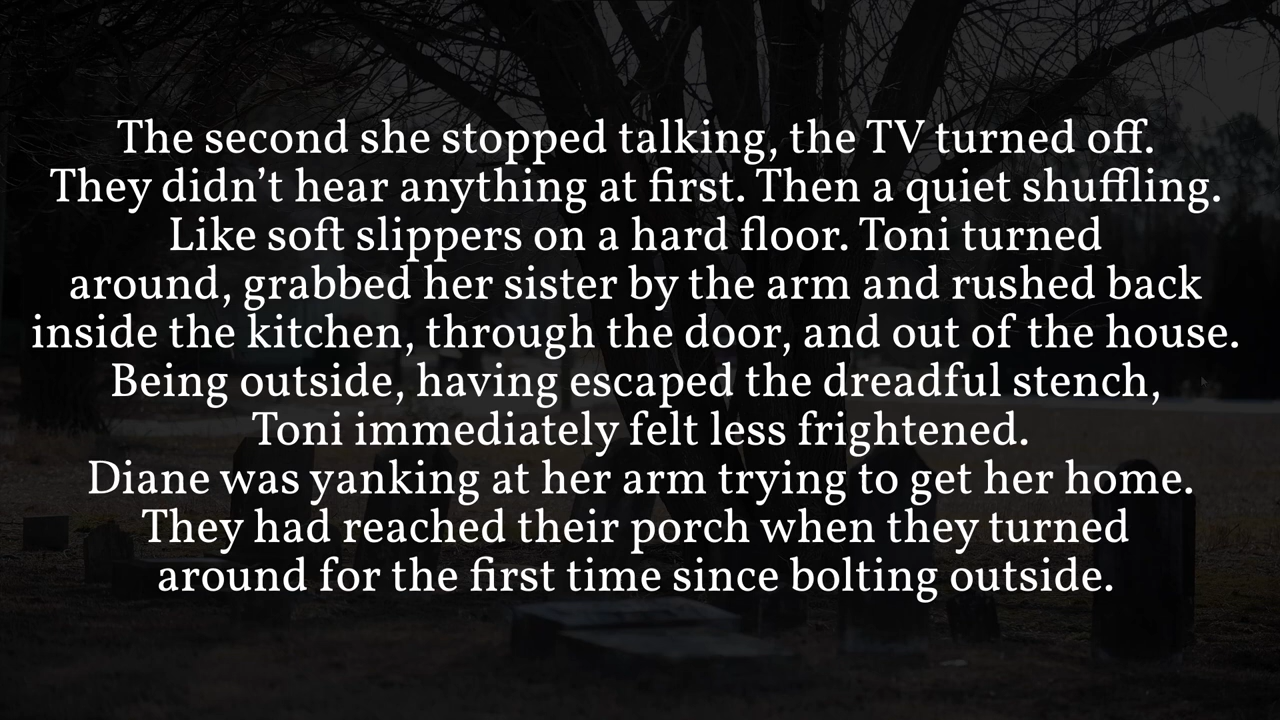 The second she stopped talking, the TV turned off.
They didn’t hear anything at first. Then a quiet shuffling.
Like soft slippers on a hard floor. Toni turned
around, grabbed her sister by the arm and rushed back
inside the kitchen, through the door, and out of the house.
Being outside, having escaped the dreadful stench,
Toni immediately felt less frightened.
Diane was yanking at her arm trying to get her home.
They had reached their porch when they turned
around for the first time since bolting outside.